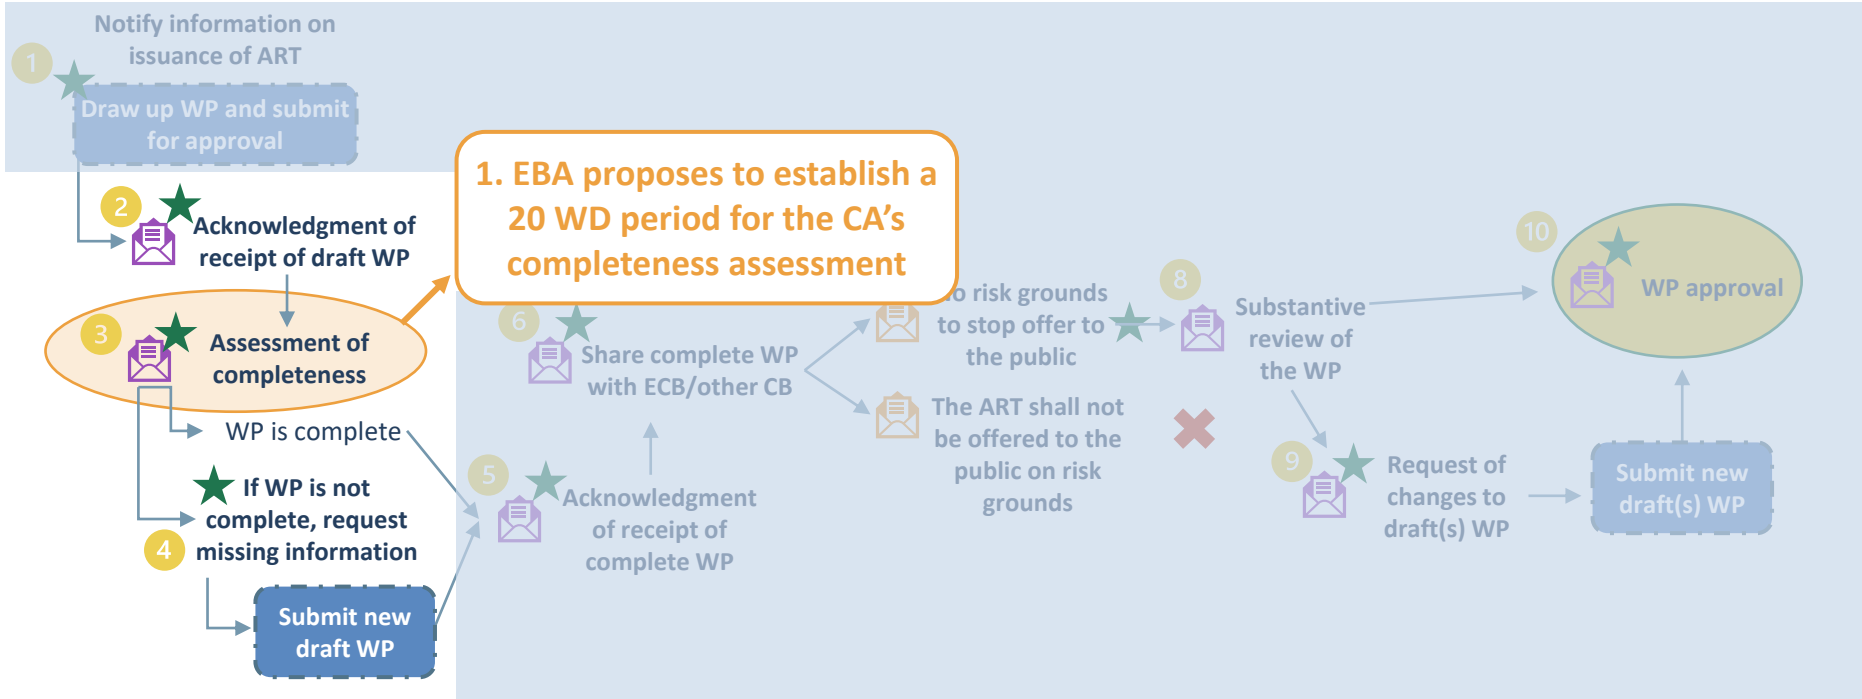 Notify information on
issuance of ART
1
Draw up WP and submit
for approval
2
Acknowledgment of
receipt of draft WP
3
Assessment of
completeness
WP is complete
If WP is not
complete, request
missing information
4
Submit new
draft WP
1. EBA proposes to establish a
20 WD period for the CA's
completeness assessment
5
Acknowledgment
of receipt of
complete WP
6
Share complete WP
with ECB/other CB
risk grounds
to stop offer to
the public
The ART shall not
be offered to the
public on risk
grounds
8
Substantive
review of
the WP
9
Request of
changes to
draft(s) WP
Submit new
draft(s) WP
10
WP approval